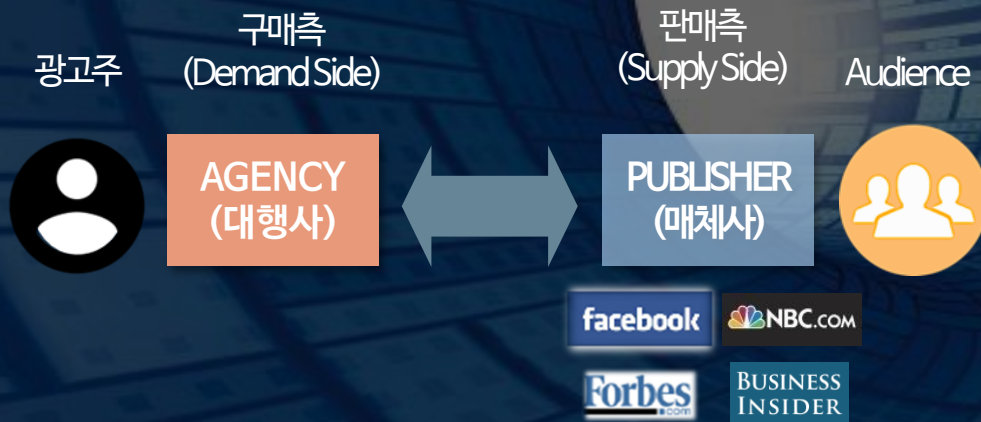 광고주
구매측
(Demand Side)
판매측
(Supply Side)
Audience
AGENCY
(대행사)
PUBLISHER
(매체사)
facebook
NBC.COM
Forbes
.com
BUSINESS
INSIDER